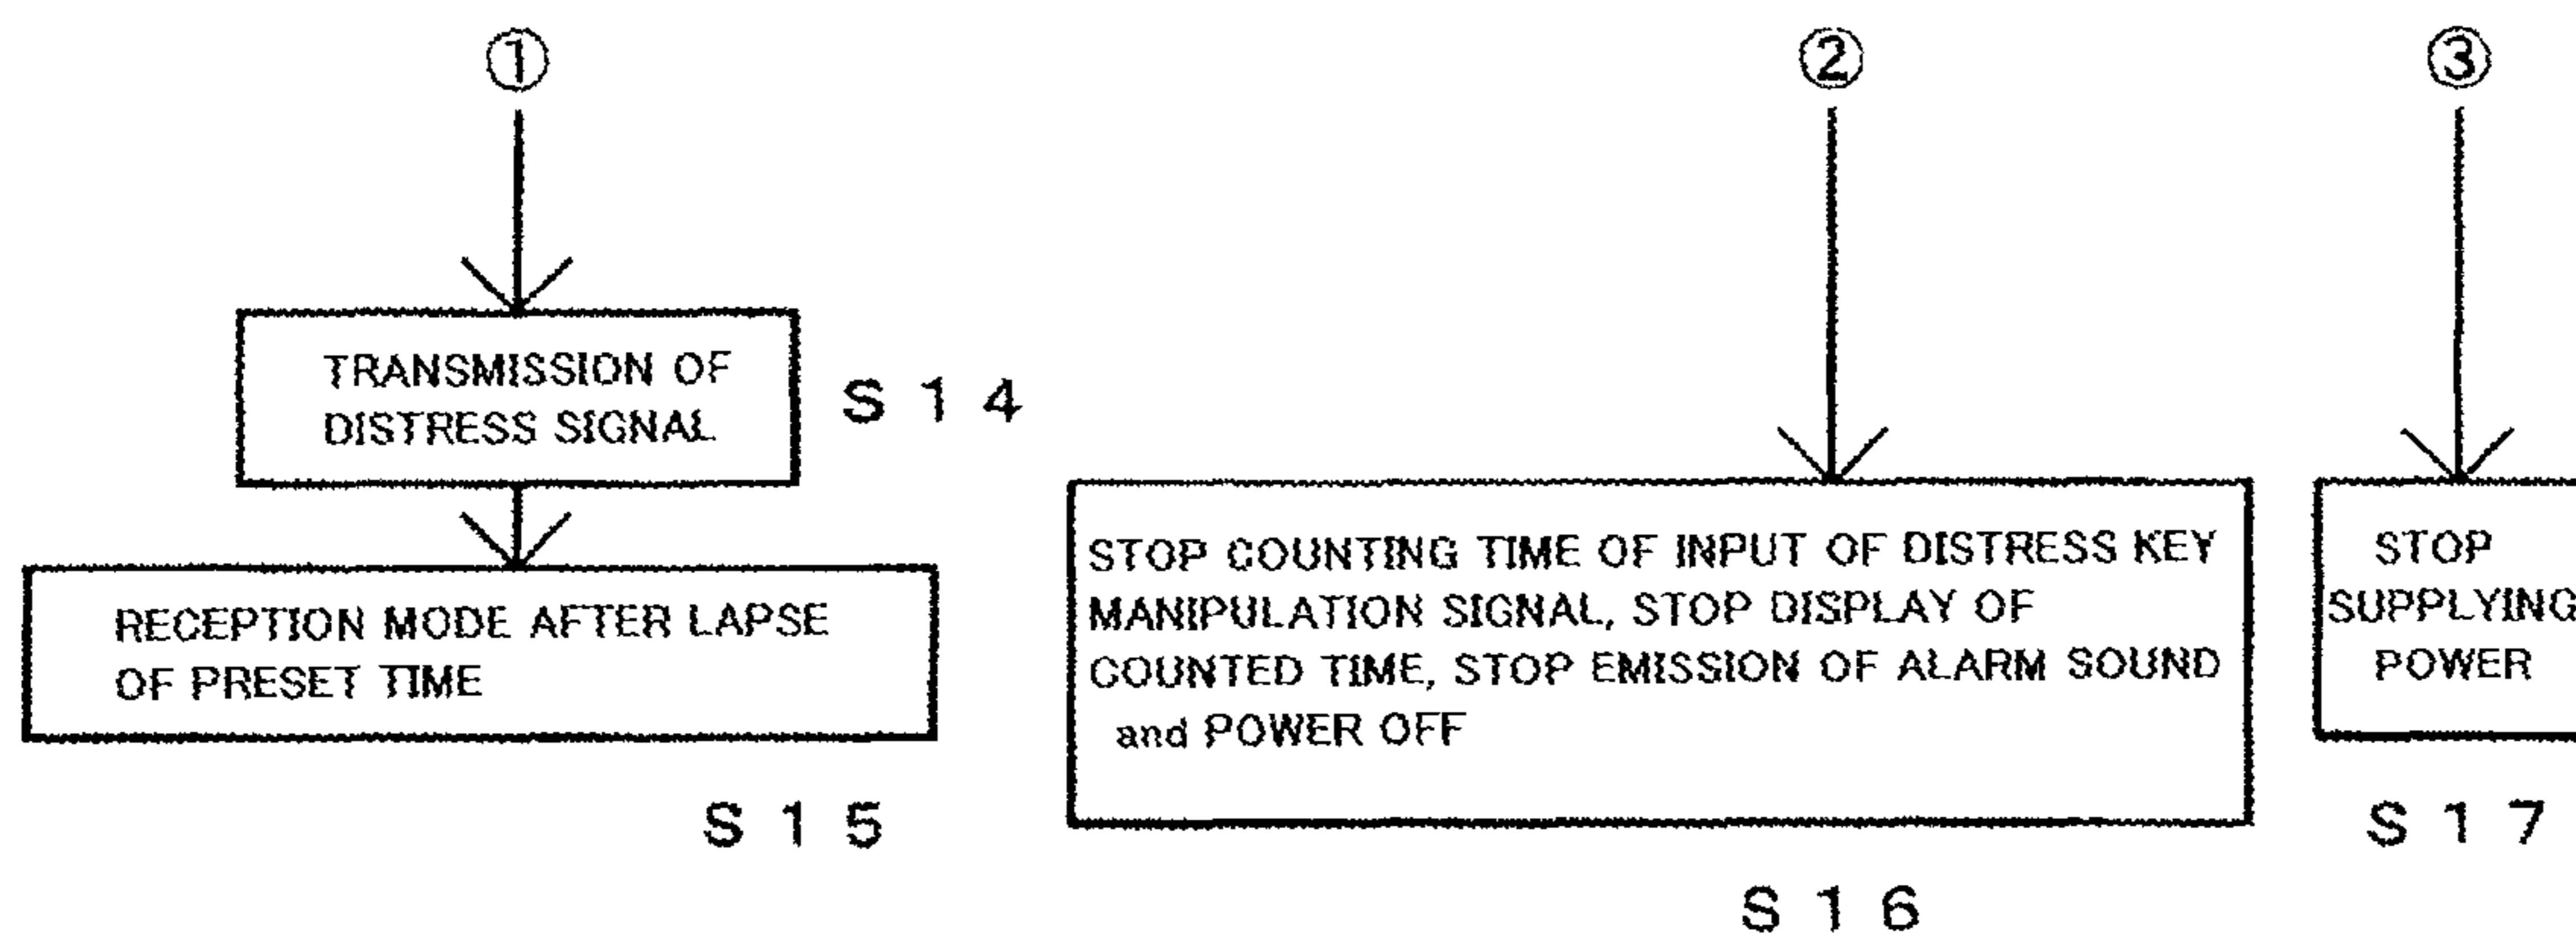 ① ② ③
TRANSMISSION OF
DISTRESS SIGNAL
S 1 4
RECEPTION MODE AFTER LAPSE
OF PRESET TIME
S 1 5
STOP COUNTING TIME OF INPUT OF DISTRESS KEY
MANIPULATION SIGNAL, STOP DISPLAY OF
COUNTED TIME, STOP EMISSION OF ALARM SOUND
and POWER OFF
S 1 6
STOP
SUPPLYING
POWER
S 1 7